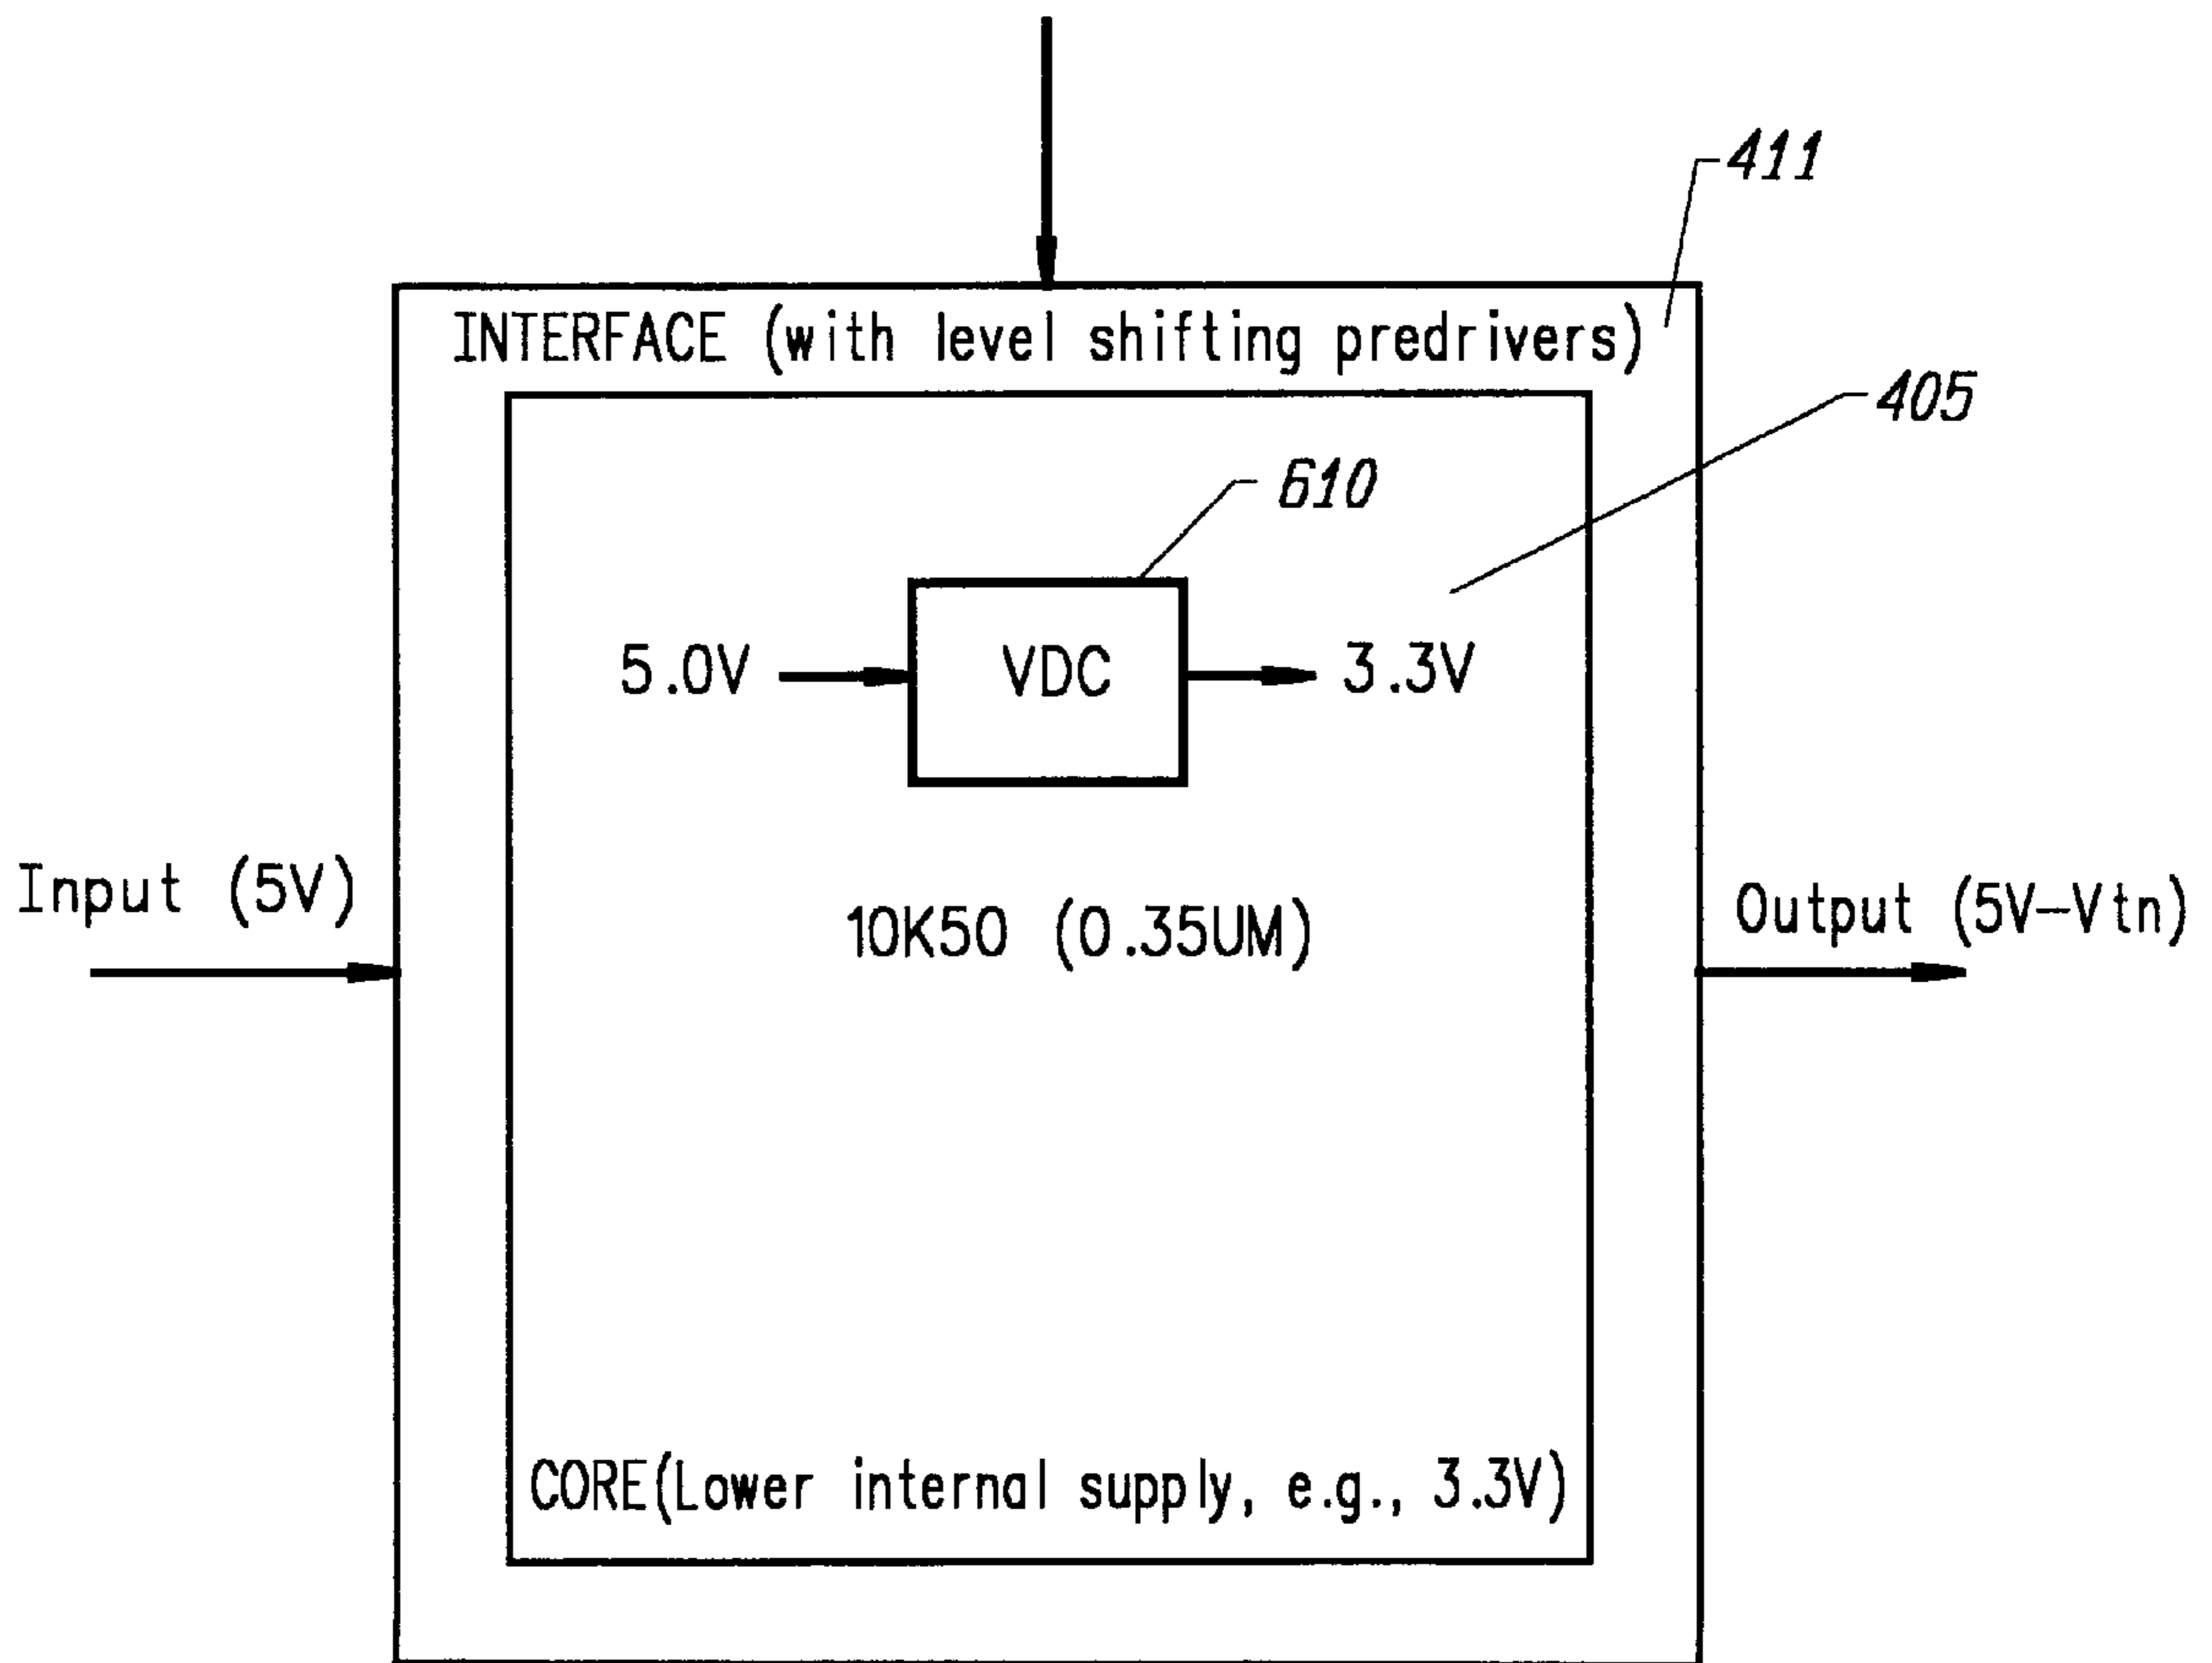 411
INTERFACE (with level shifting predrivers)
405
610
5.0V
VDC
3.3V
Input (5V)
10K50 (0.35UM)
Output (5V-Vtn)
CORE(Lower internal supply, e.g., 3.3V)